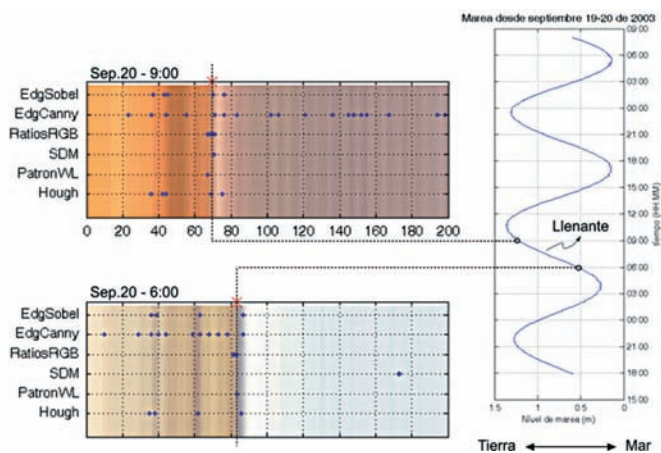 Marea desde septiembre 19-20 de 2003
Sep.20 - 9:00
EdgSobel
EdgCanny
RatiosRGB
SDM
PatronWL
Hough
0 20 40 60 80 100 120 140 160 180 200
Sep.20 - 6:00
EdgSobel
EdgCanny
RatiosRGB
SDM
PatronWL
Hough
09:00
03:00
00:00
21:00
18:00
15:00
12:00
09:00
06:00
03:00
00:00
21:00
18:00
15:00
tiempo (HH:MM)
Llenante
1.5 1 0.5 0
Nivel de marea (m)
Tierra Mar